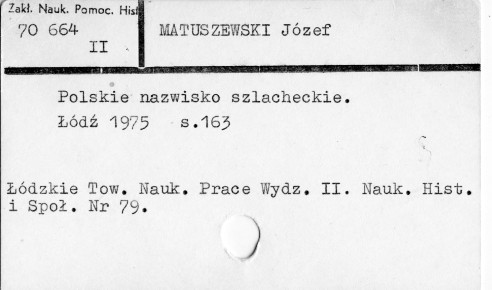 Zakł. Nauk. Pomoc. Hist
70 664
II
MATUSZEWSKI Józef
Polskie nazwisko szlacheckie.
Łódź 1975 s.163
Łódzkie Tow. Nauk. Prace Wydz. II. Nauk. Hist.
i Społ. Nr 79.